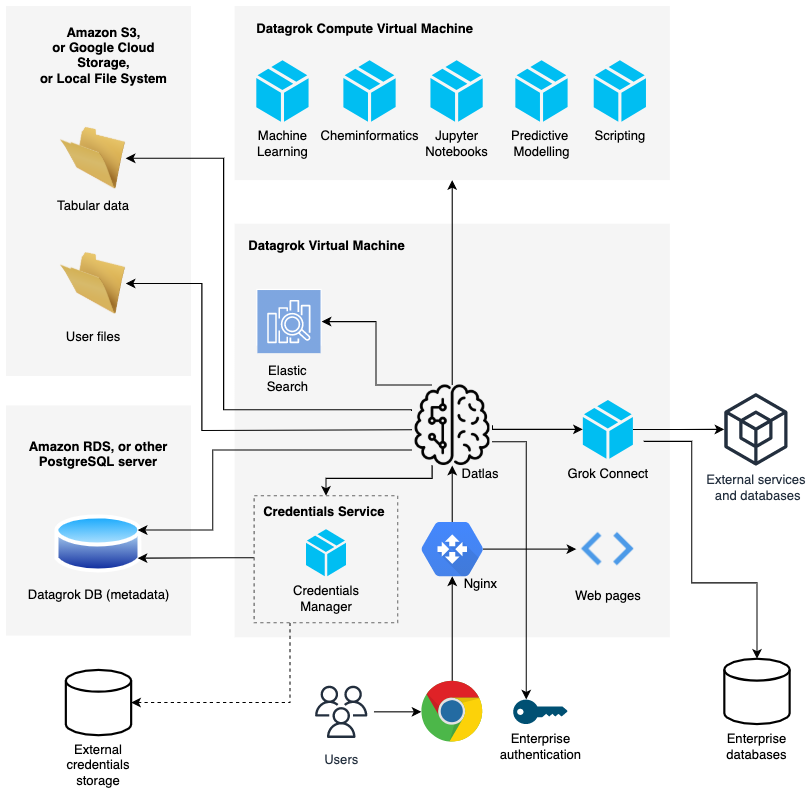 Amazon S3,
or Google Cloud
Storage,
or Local File System
Tabular data
User files
Datagrok Compute Virtual Machine
Machine
Learning
Cheminformatics
Jupyter
Notebooks
Predictive
Modelling
Scripting
Datagrok Virtual Machine
Elastic
Search
Datlas
Grok Connect
External services
and databases
Amazon RDS, or other
PostgreSQL server
Datagrok DB (metadata)
Credentials Service
Credentials
Manager
Nginx
Web pages
External
credentials
storage
Users
Enterprise
authentication
Enterprise
databases